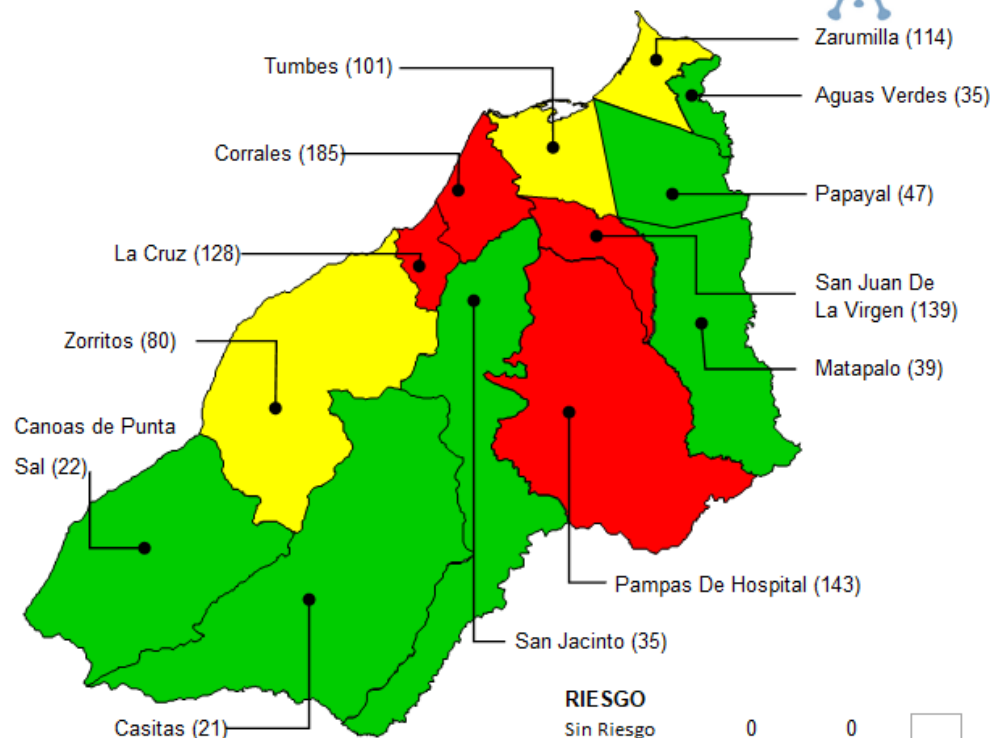 Zarumilla (114)
Tumbes (101)
Aguas Verdes (35)
Corrales (185)
Papayal (47)
La Cruz (128)
San Juan De
La Virgen (139)
Zorritos (80)
Matapalo (39)
Canoas de Punta
Sal (22)
Pampas De Hospital (143)
San Jacinto (35)
Casitas (21)
RIESGO
Sin Riesgo 0 0